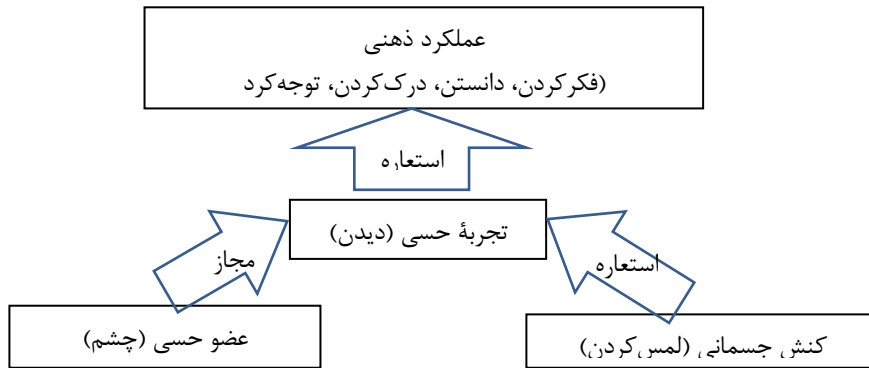 عملکرد ذهنی
(فکرکردن، دانستن، درک‌کردن، توجه‌کرد
استعاره
تجربهٔ حسی (دیدن)
استعاره
مجاز
کنش جسمانی (لمس‌کردن)
عضو حسی (چشم)